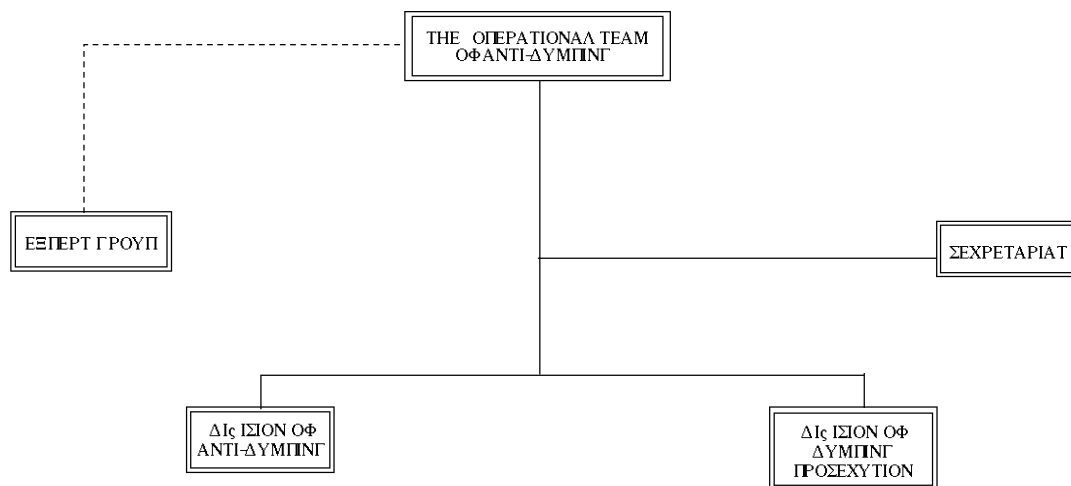 THE ΟΠΕΡΑΤΙΟΝΑΛ TEAM
ΟΦ ΑΝΤΙ-ΔΥΜΠΙΝΓ
ΕΞΠΕΡΤ ΓΡΟΥΠ
ΣΕΧΡΕΤΑΡΙΑΤ
ΔΙς ΙΣΙΟΝ ΟΦ
ΑΝΤΙ-ΔΥΜΠΙΝΓ
ΔΙς ΙΣΙΟΝ ΟΦ
ΔΥΜΠΙΝΓ
ΠΡΟΣΕΧΥΤΙΟΝ